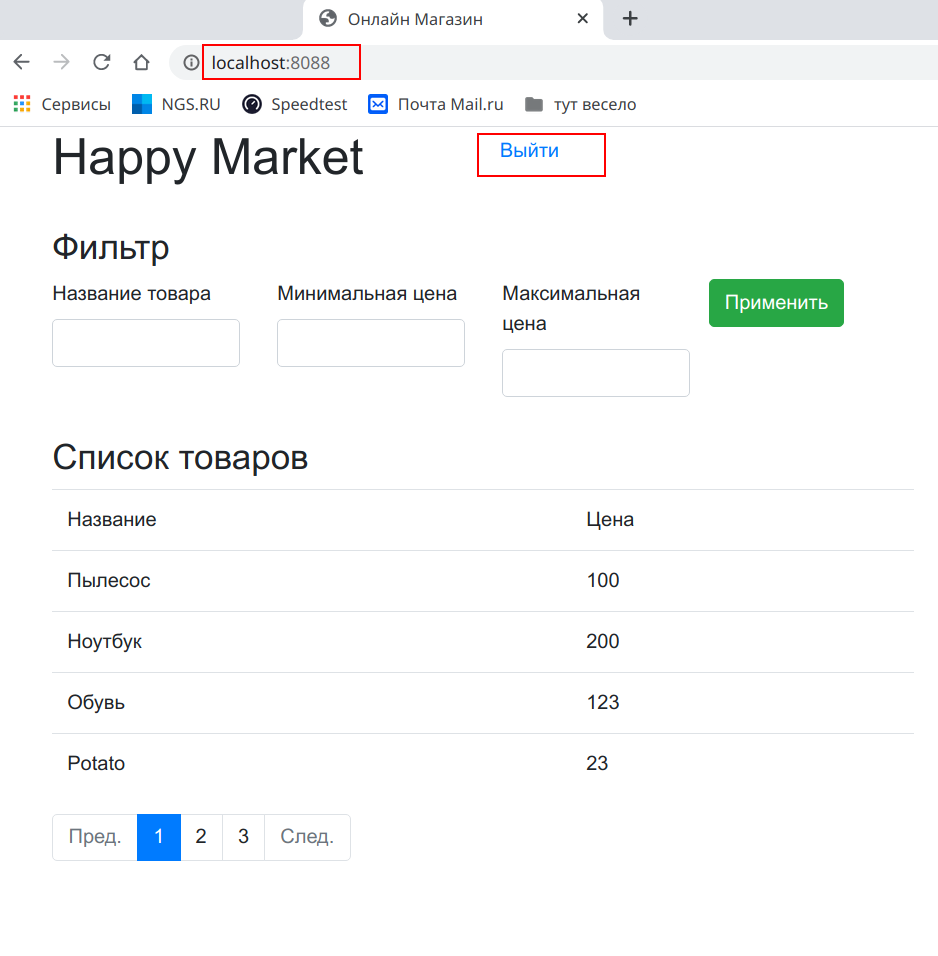 Онлайн Магазин
localhost:8088
Сервисы NGS.RU Speedtest Почта Mail.ru тут весело
Happy Market Выйти
Фильтр
Название товара Минимальная цена Максимальная цена Применить
Список товаров
Название Цена
Пылесос 100
Ноутбук 200
Обувь 123
Potato 23
Пред. 1 2 3 След.